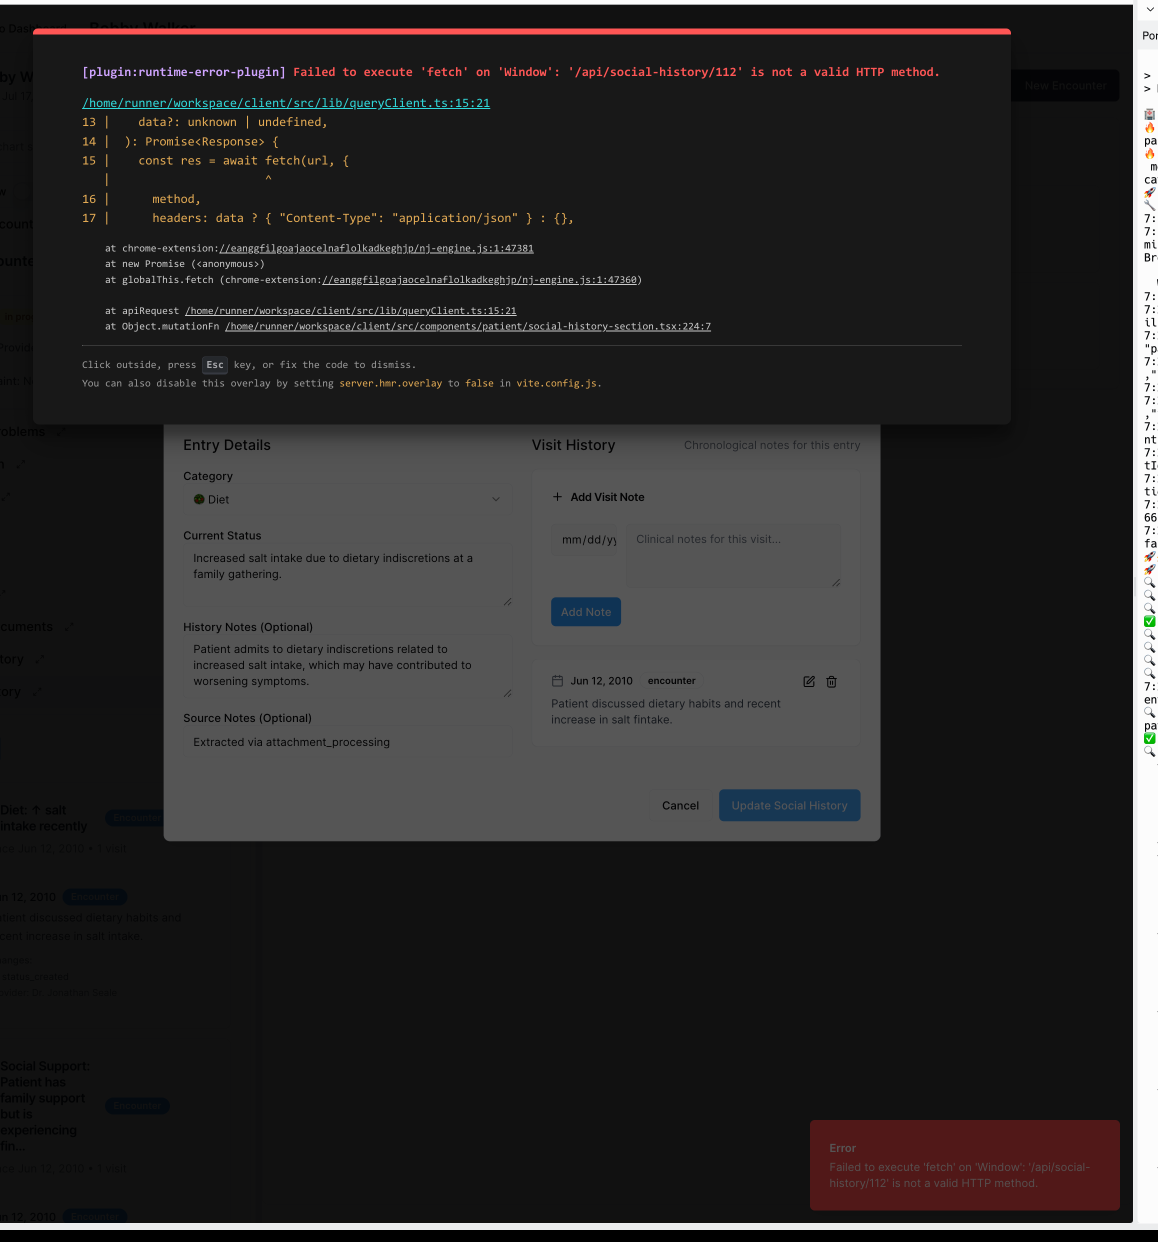 Bobby Walker
New Encounter
[plugin:runtime-error-plugin] Failed to execute 'fetch' on 'Window': '/api/social-history/112' is not a valid HTTP method.
/home/runner/workspace/client/src/lib/queryClient.ts:15:21
13 |    data?: unknown | undefined,
14 |  ): Promise<Response> {
15 |    const res = await fetch(url, {
   |                      ^
16 |      method,
17 |      headers: data ? { "Content-Type": "application/json" } : {},
at chrome-extension://eanggfilgoajaocelnaflolkadkeghjp/nj-engine.js:1:47381
at new Promise (<anonymous>)
at globalThis.fetch (chrome-extension://eanggfilgoajaocelnaflolkadkeghjp/nj-engine.js:1:47360)
at apiRequest /home/runner/workspace/client/src/lib/queryClient.ts:15:21
at Object.mutationFn /home/runner/workspace/client/src/components/patient/social-history-section.tsx:224:7
Click outside, press Esc key, or fix the code to dismiss.
You can also disable this overlay by setting server.hmr.overlay to false in vite.config.js.
Entry Details
Category
Diet
Current Status
Increased salt intake due to dietary indiscretions at a
family gathering.
History Notes (Optional)
Patient admits to dietary indiscretions related to
increased salt intake, which may have contributed to
worsening symptoms.
Source Notes (Optional)
Extracted via attachment_processing
Visit History
Chronological notes for this entry
+ Add Visit Note
mm/dd/yy
Clinical notes for this visit...
Add Note
Jun 12, 2010 encounter
Patient discussed dietary habits and recent
increase in salt fintake.
Cancel
Update Social History
Diet: ↑ salt
intake recently
Encounter
n 12, 2010 Encounter
atient discussed dietary habits and
cent increase in salt intake.
Social Support:
Patient has
family support
but is
experiencing
fin...
Encounter
n 12, 2010 Encounter
Error
Failed to execute 'fetch' on 'Window': '/api/social-
history/112' is not a valid HTTP method.